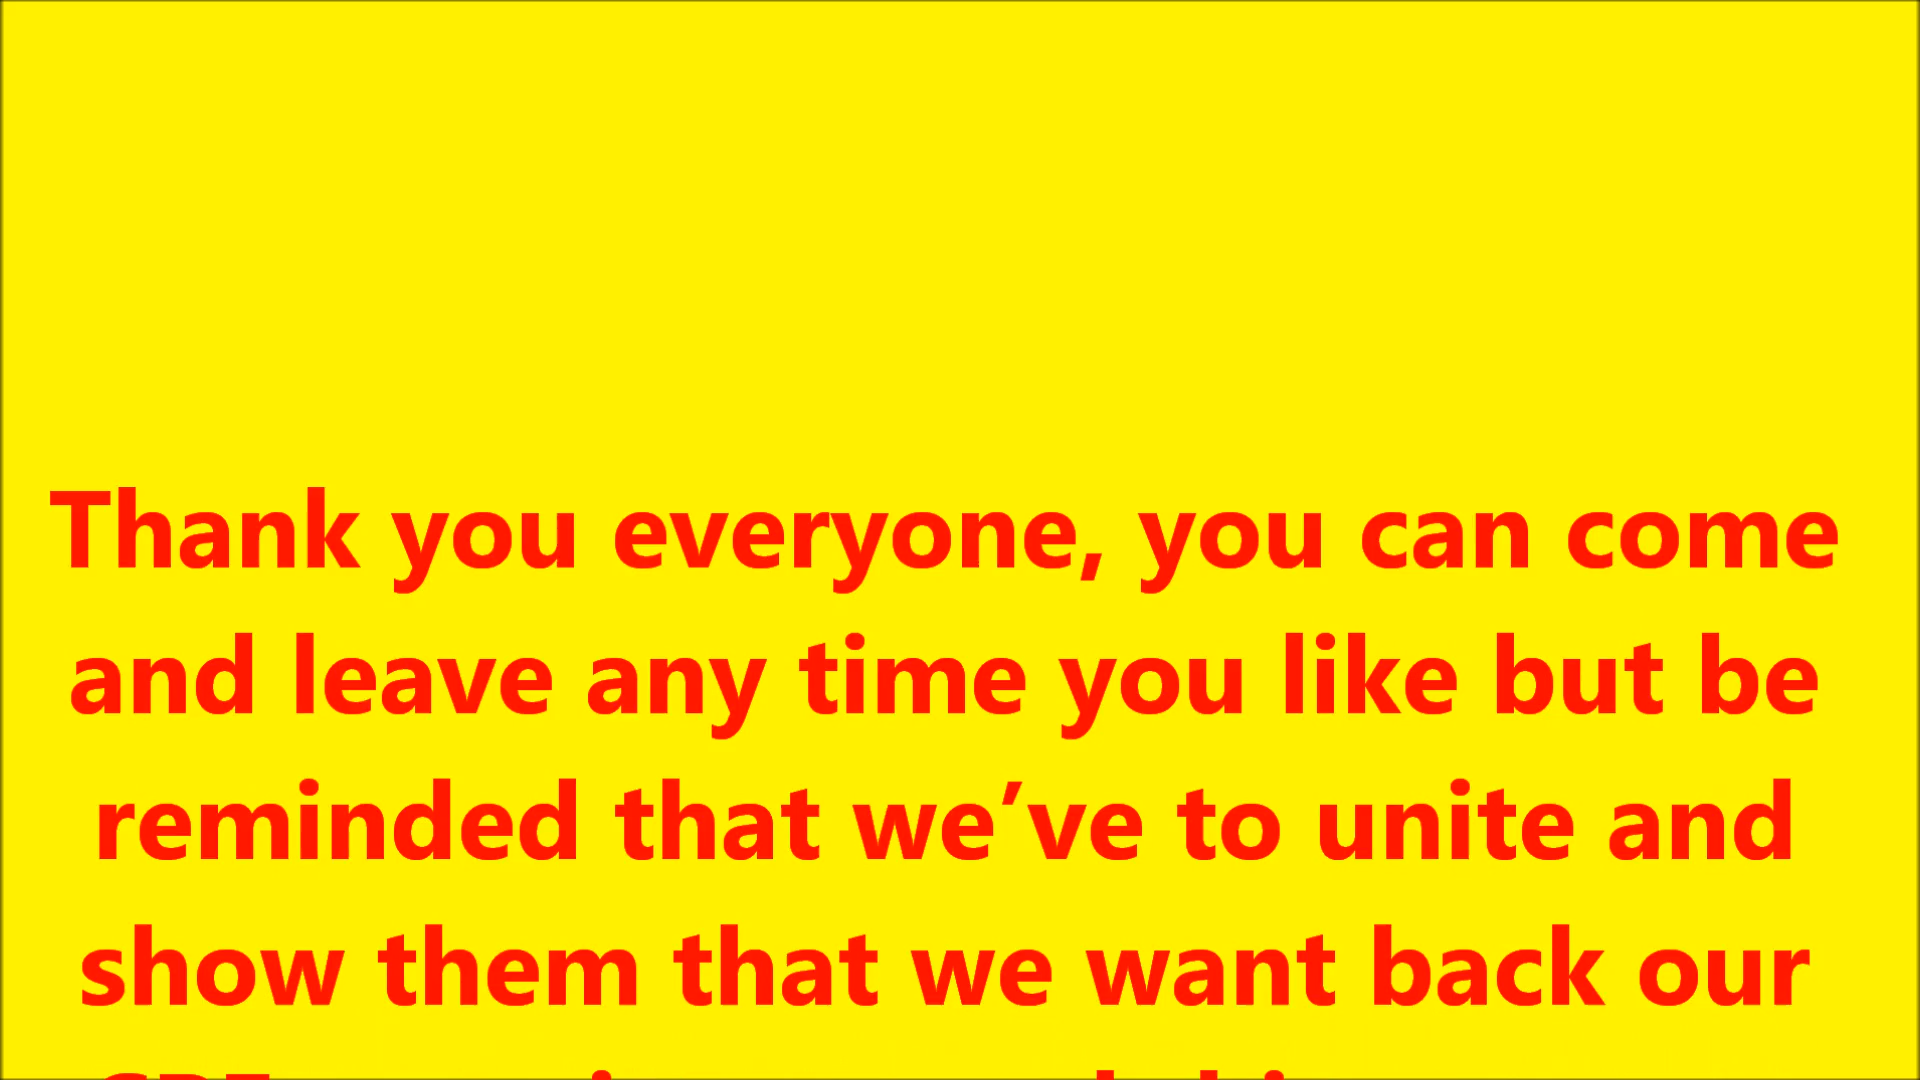 Thank you everyone, you can come
and leave any time you like but be
reminded that we’ve to unite and
show them that we want back our